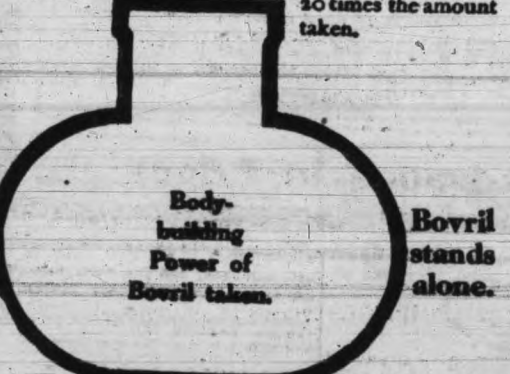 20 times the amount
taken.
Body-
building
Power of
Bovril taken.
Bovril
stands
alone.